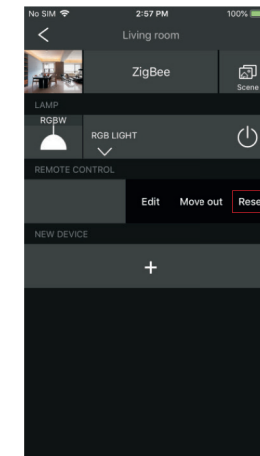 No SIM 2:57 PM 100%
Living room
ZigBee
Scene
LAMP
RGBW
RGB LIGHT
REMOTE CONTROL
Edit Move out Rese
NEW DEVICE
+